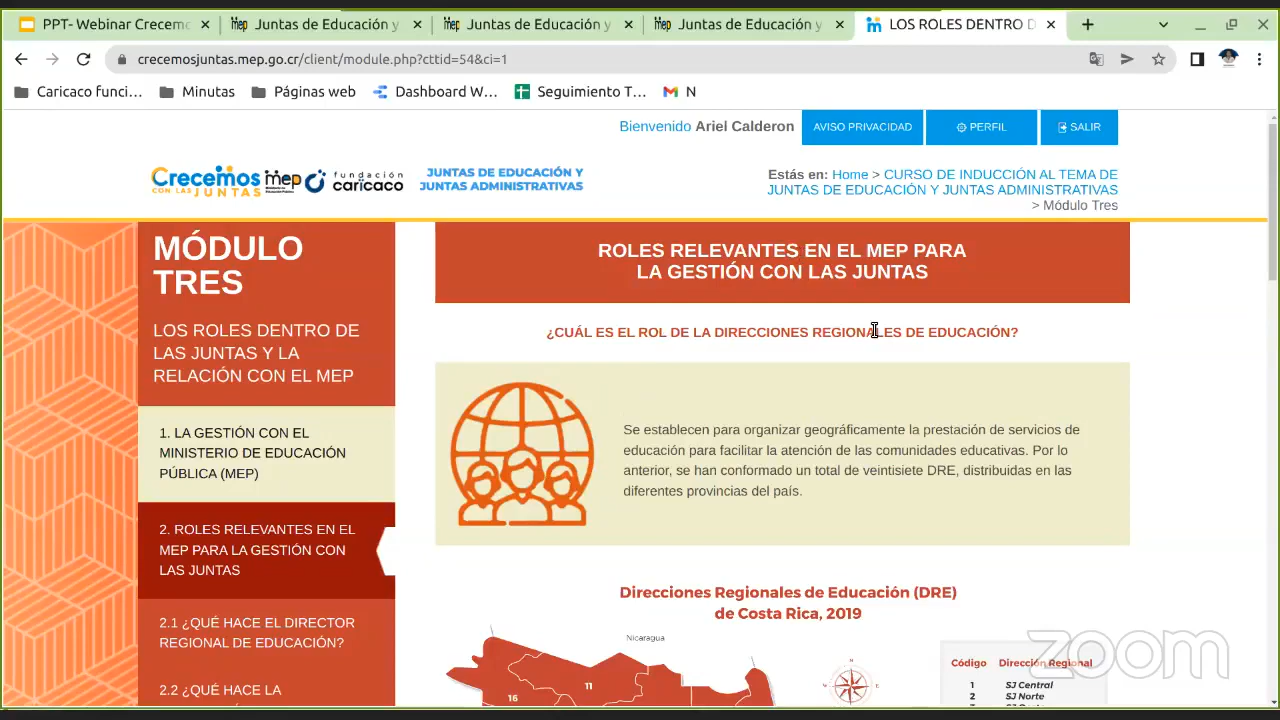 PPT- Webinar Crecem
Juntas de Educación y
Juntas de Educación y
Juntas de Educación y
LOS ROLES DENTRO D
crecemosjuntas.mep.go.cr/client/module.php?cttid=54&ci=1
Caricaco funci...
Minutas
Páginas web
Dashboard W...
Seguimiento T...
N
Bienvenido Ariel Calderon
AVISO PRIVACIDAD
PERFIL
SALIR
Crecemos
CON LAS JUNTAS
mep
fundación
caricaco
JUNTAS DE EDUCACIÓN Y
JUNTAS ADMINISTRATIVAS
Estás en: Home > CURSO DE INDUCCIÓN AL TEMA DE
JUNTAS DE EDUCACIÓN Y JUNTAS ADMINISTRATIVAS
> Módulo Tres
MÓDULO
TRES
LOS ROLES DENTRO DE
LAS JUNTAS Y LA
RELACIÓN CON EL MEP
1. LA GESTIÓN CON EL
MINISTERIO DE EDUCACIÓN
PÚBLICA (MEP)
2. ROLES RELEVANTES EN EL
MEP PARA LA GESTIÓN CON
LAS JUNTAS
2.1 ¿QUÉ HACE EL DIRECTOR
REGIONAL DE EDUCACIÓN?
2.2 ¿QUÉ HACE LA
ROLES RELEVANTES EN EL MEP PARA
LA GESTIÓN CON LAS JUNTAS
¿CUÁL ES EL ROL DE LA DIRECCIONES REGIONALES DE EDUCACIÓN?
Se establecen para organizar geográficamente la prestación de servicios de
educación para facilitar la atención de las comunidades educativas. Por lo
anterior, se han conformado un total de veintisiete DRE, distribuidas en las
diferentes provincias del país.
Direcciones Regionales de Educación (DRE)
de Costa Rica, 2019
Nicaragua
16
11
N
Código Dirección Regional
1 SJ Central
2 SJ Norte
zoom